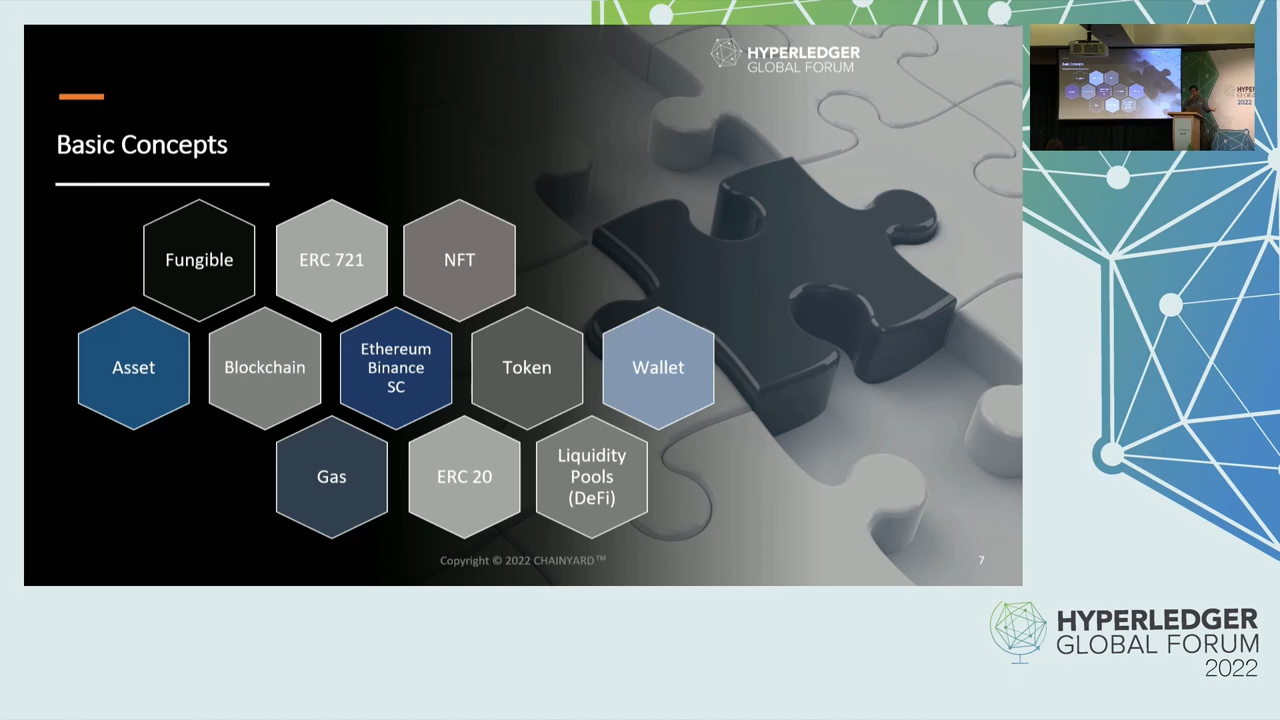 HYPERLEDGER
GLOBAL FORUM
Basic Concepts
Fungible
ERC 721
NFT
Asset
Blockchain
Ethereum
Binance
SC
Token
Wallet
Gas
ERC 20
Liquidity
Pools
(DeFi)
Copyright © 2022 CHAINYARD™
7
HYPERLEDGER
GLOBAL FORUM
2022